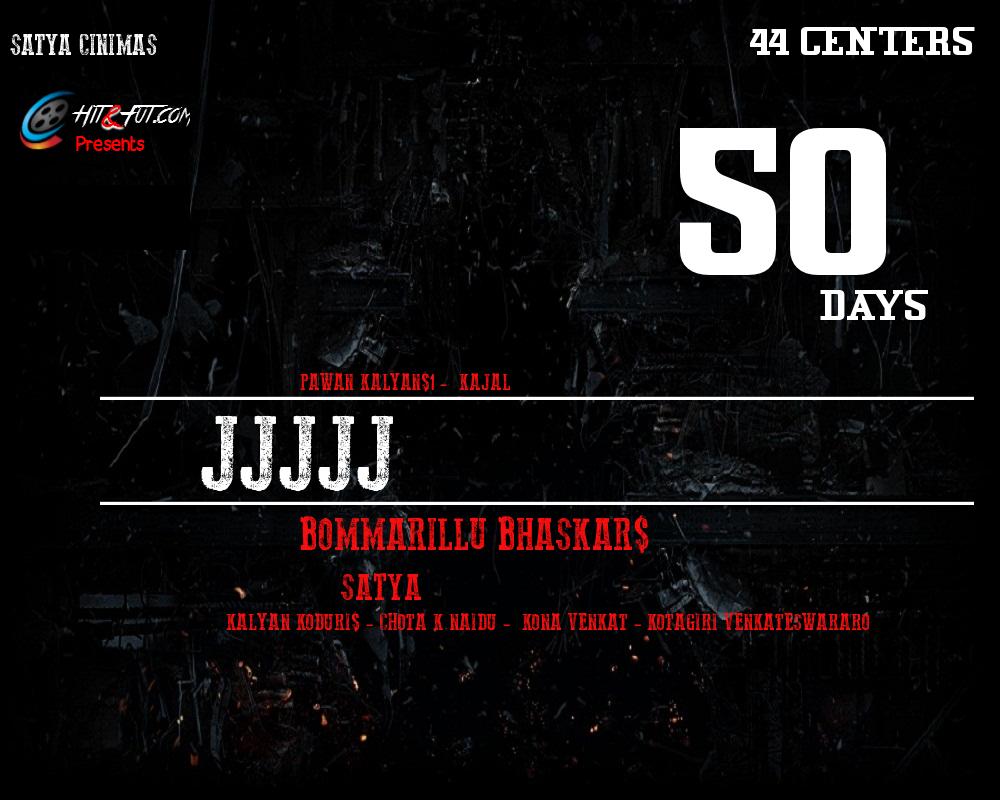 SATYA CINIMAS
44 CENTERS
HIT&FUT.COM
Presents
50
DAYS
PAWAN KALYAN$1 - KAJAL
JJJJJ
BOMMARILLU BHASKAR$
SATYA
KALYAN KODURI$ - CHOTA K NAIDU - KONA VENKAT - KOTAGIRI VENKATESWARARO